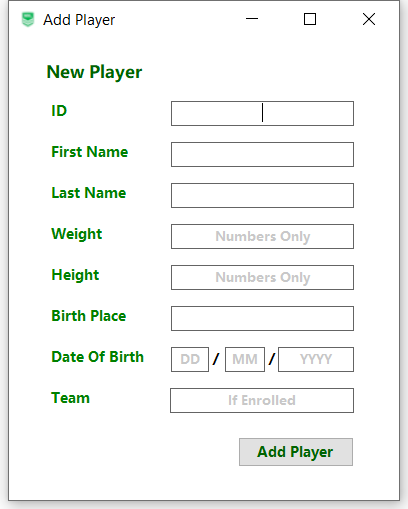 Add Player
New Player
ID
First Name
Last Name
Weight Numbers Only
Height Numbers Only
Birth Place
Date Of Birth DD / MM / YYYY
Team If Enrolled
Add Player